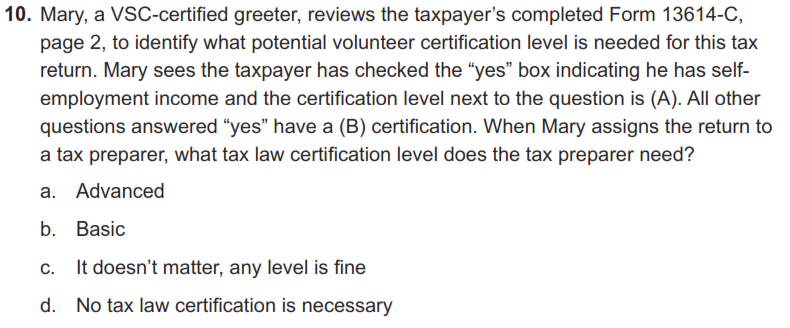 10. Mary, a VSC-certified greeter, reviews the taxpayer’s completed Form 13614-C,
page 2, to identify what potential volunteer certification level is needed for this tax
return. Mary sees the taxpayer has checked the “yes” box indicating he has self-
employment income and the certification level next to the question is (A). All other
questions answered “yes” have a (B) certification. When Mary assigns the return to
a tax preparer, what tax law certification level does the tax preparer need?
a. Advanced
b. Basic
c. It doesn’t matter, any level is fine
d. No tax law certification is necessary